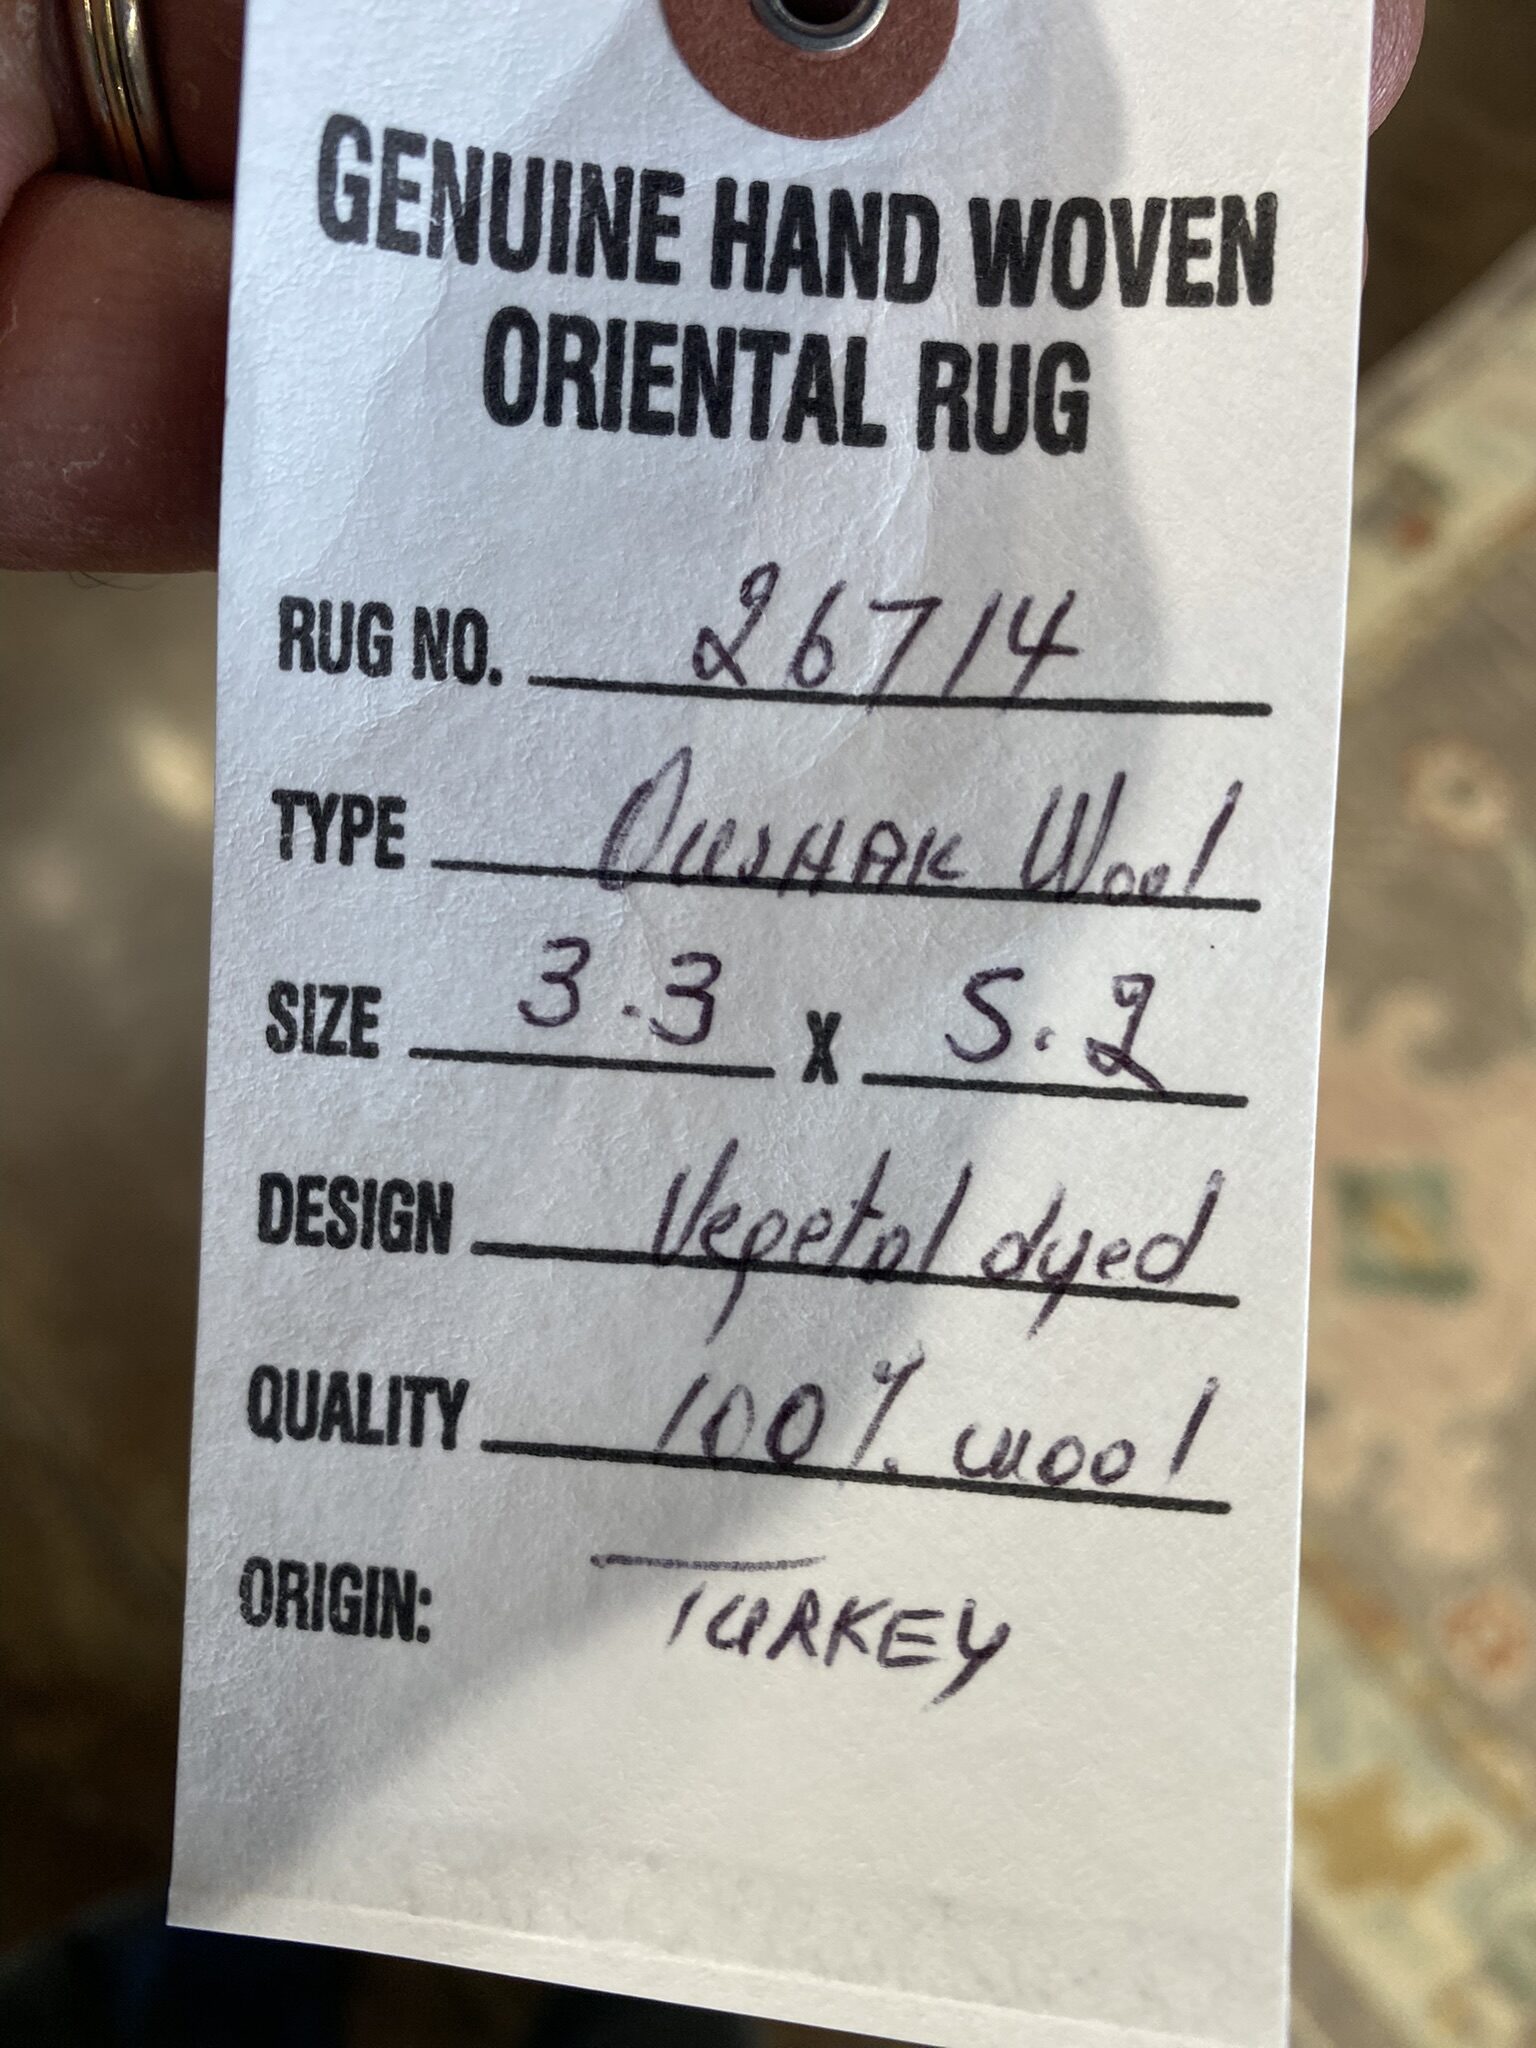 GENUINE HAND WOVEN
ORIENTAL RUG
RUG NO. 26714
TYPE Oushak Wool
SIZE 3.3 X 5.2
DESIGN Vegetal dyed
QUALITY 100% wool
ORIGIN: TURKEY